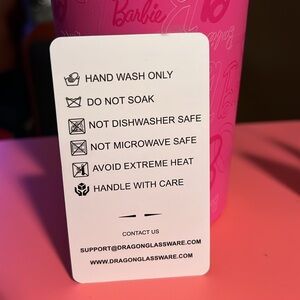 Barbie
HAND WASH ONLY
DO NOT SOAK
NOT DISHWASHER SAFE
NOT MICROWAVE SAFE
AVOID EXTREME HEAT
HANDLE WITH CARE
CONTACT US
SUPPORT@DRAGONGLASSWARE.COM
WWW.DRAGONGLASSWARE.COM